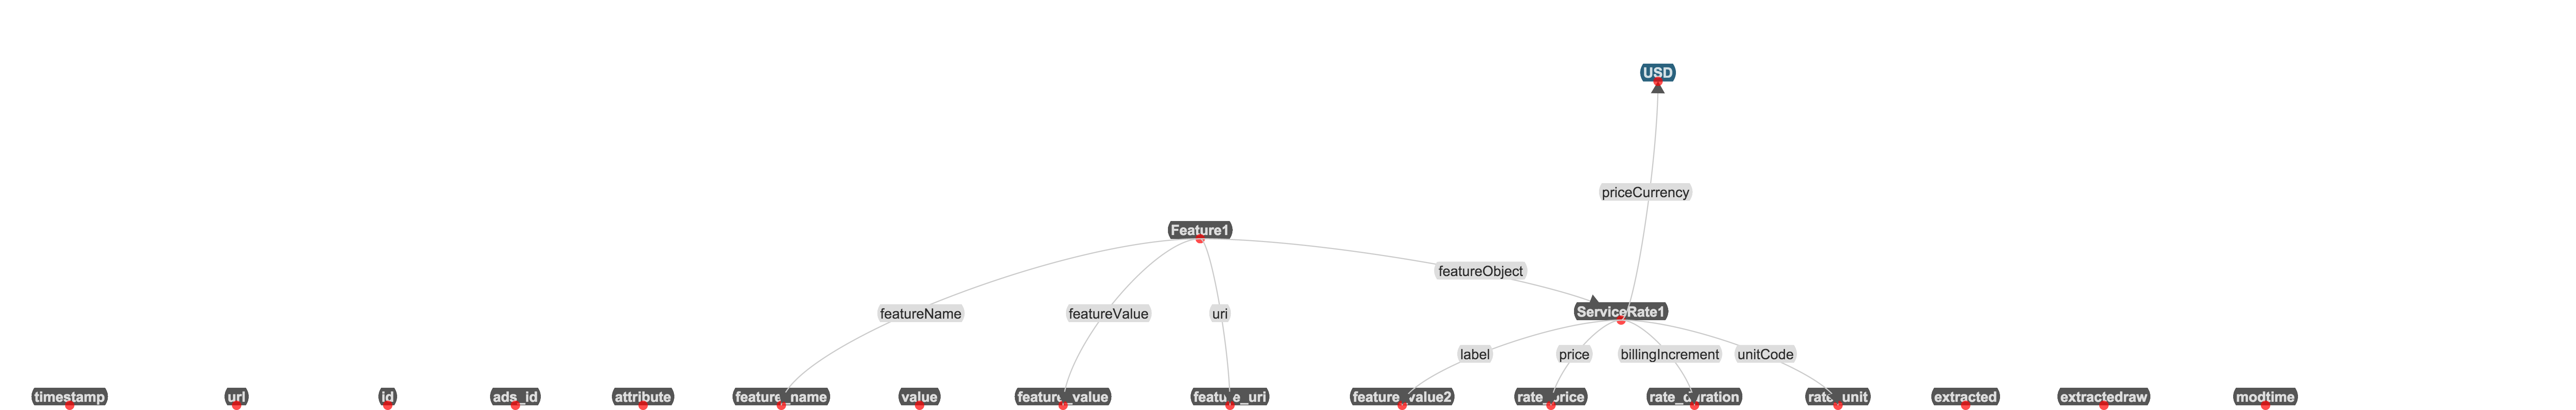 USD
priceCurrency
Feature1
featureObject
ServiceRate1
featureName
featureValue
uri
label
price
billingIncrement
unitCode
timestamp
url
id
ads_id
attribute
feature_name
value
feature_value
feature_uri
feature_value2
rate_price
rate_duration
rate_unit
extracted
extractedraw
modtime